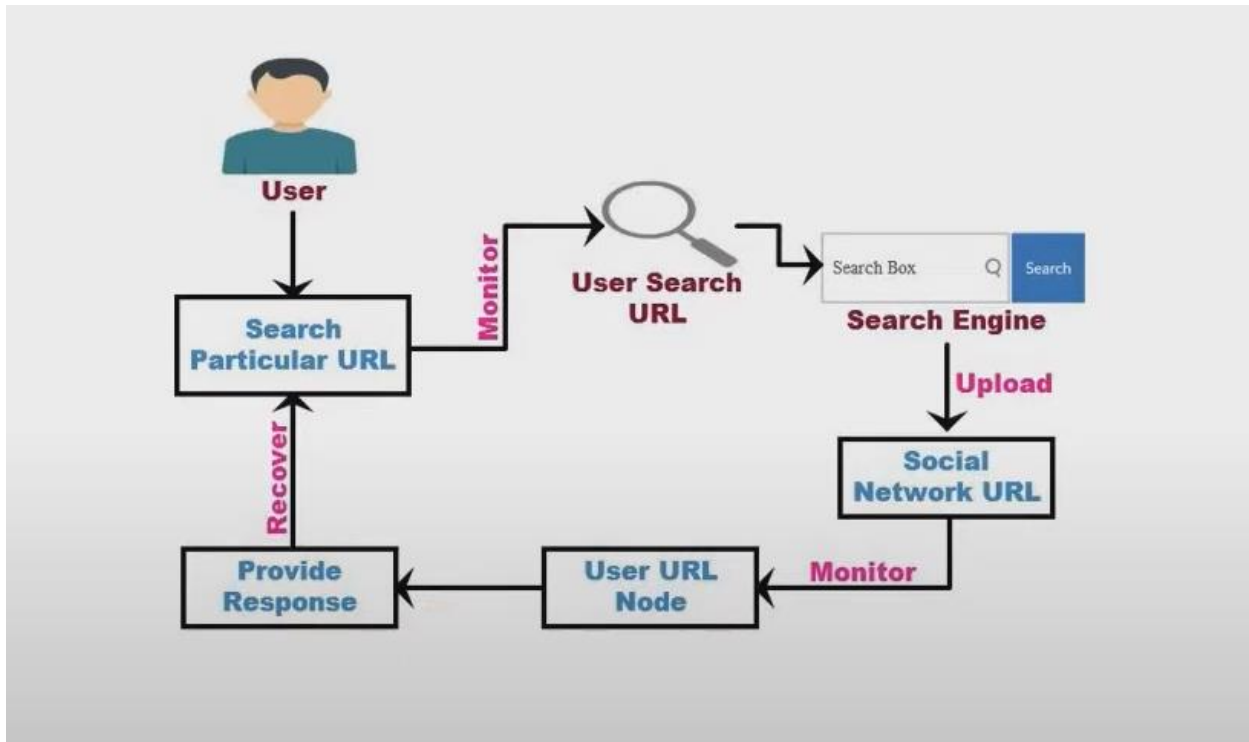 User
Search
Particular URL
Monitor
User Search
URL
Search Box
Search
Search Engine
Upload
Social
Network URL
Monitor
User URL
Node
Provide
Response
Recover